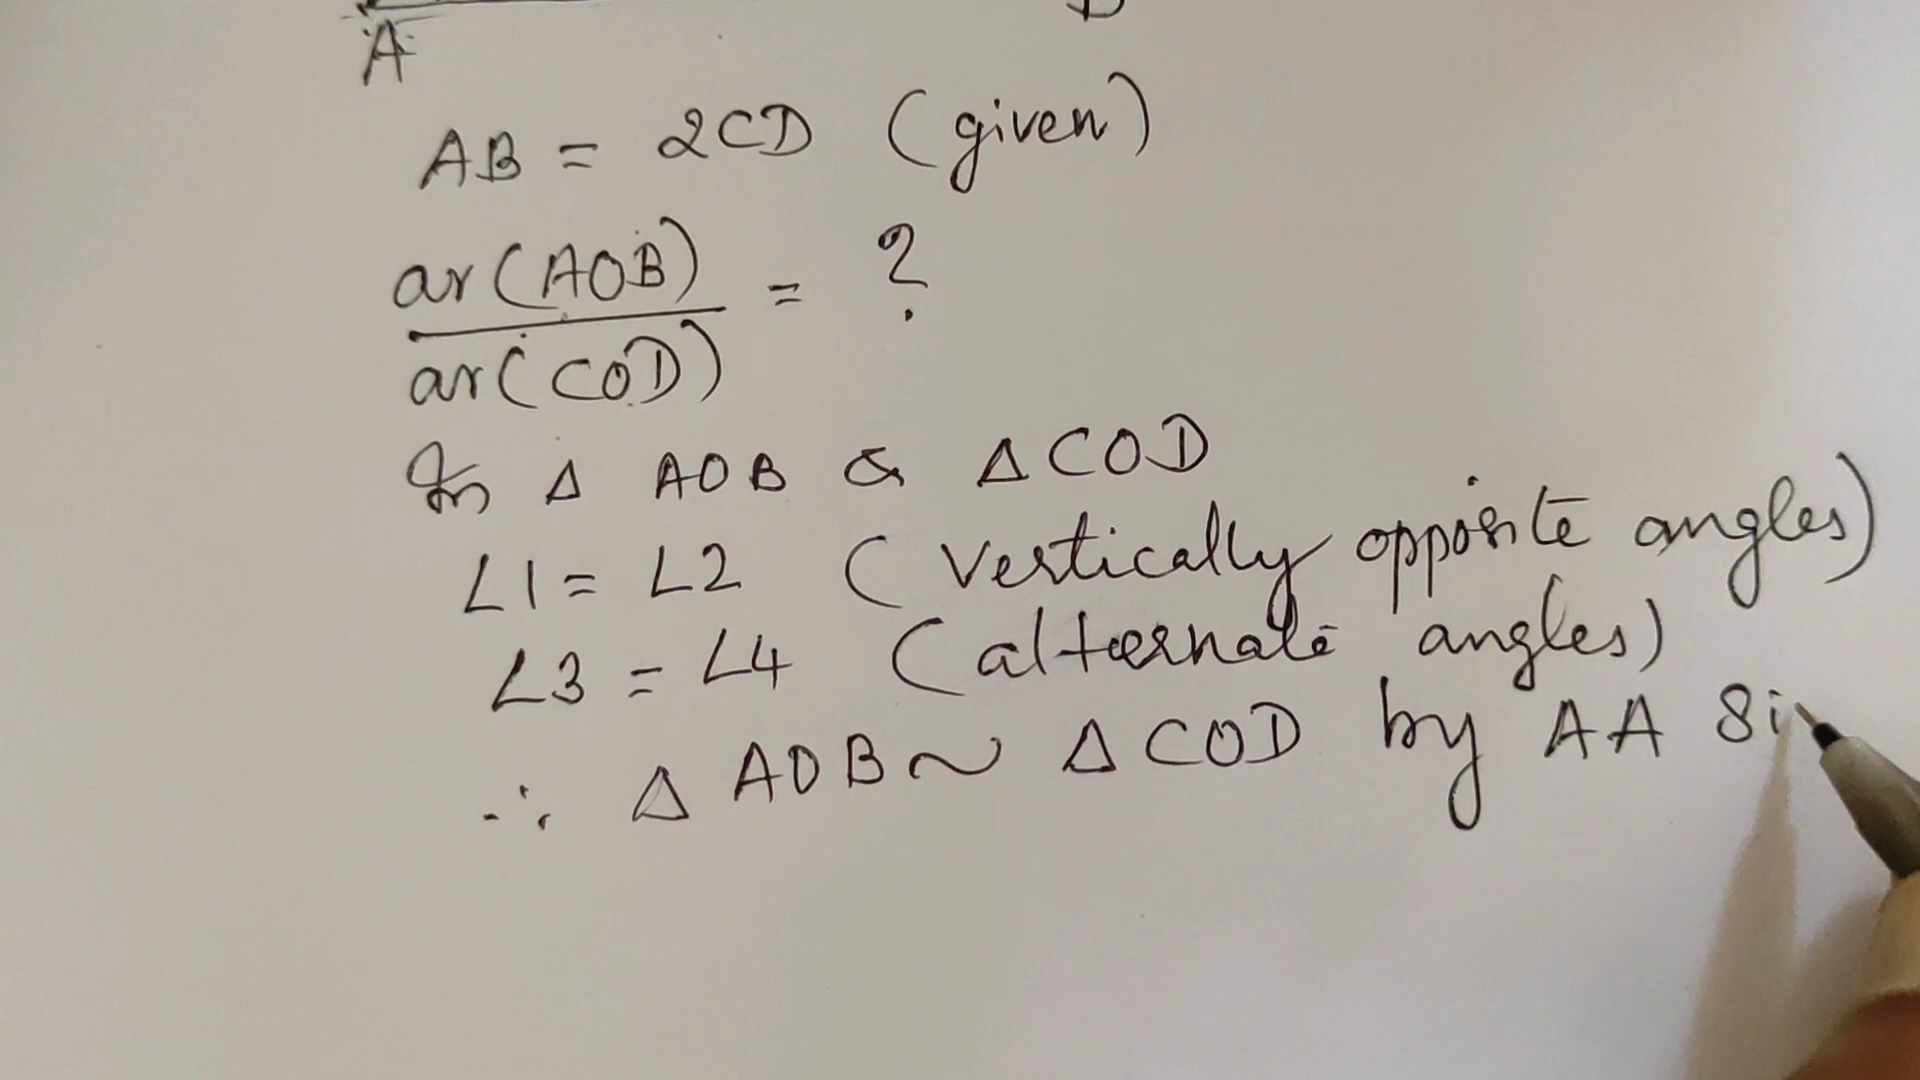 A
AB = 2CD (given)
ar(AOB)
= ?
ar(COD)
In Δ AOB & Δ COD
∠1 = ∠2 (Vertically opposite angles)
∠3 = ∠4 (alternate angles)
∴ Δ AOB ~ Δ COD by AA Si